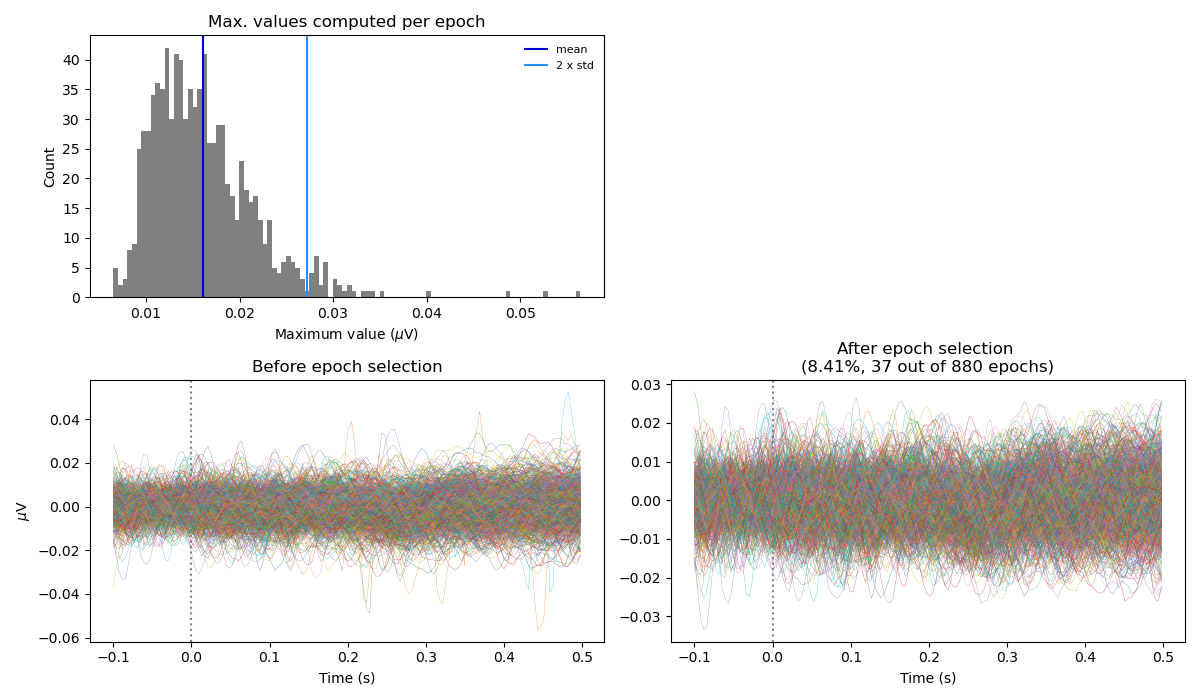 Max. values computed per epoch
mean
2 x std
Count
40
35
30
25
20
15
10
5
0
0.01 0.02 0.03 0.04 0.05
Maximum value (μV)
Before epoch selection
μV
0.04
0.02
0.00
−0.02
−0.04
−0.06
−0.1 0.0 0.1 0.2 0.3 0.4 0.5
Time (s)
After epoch selection
(8.41%, 37 out of 880 epochs)
0.03
0.02
0.01
0.00
−0.01
−0.02
−0.03
−0.1 0.0 0.1 0.2 0.3 0.4 0.5
Time (s)